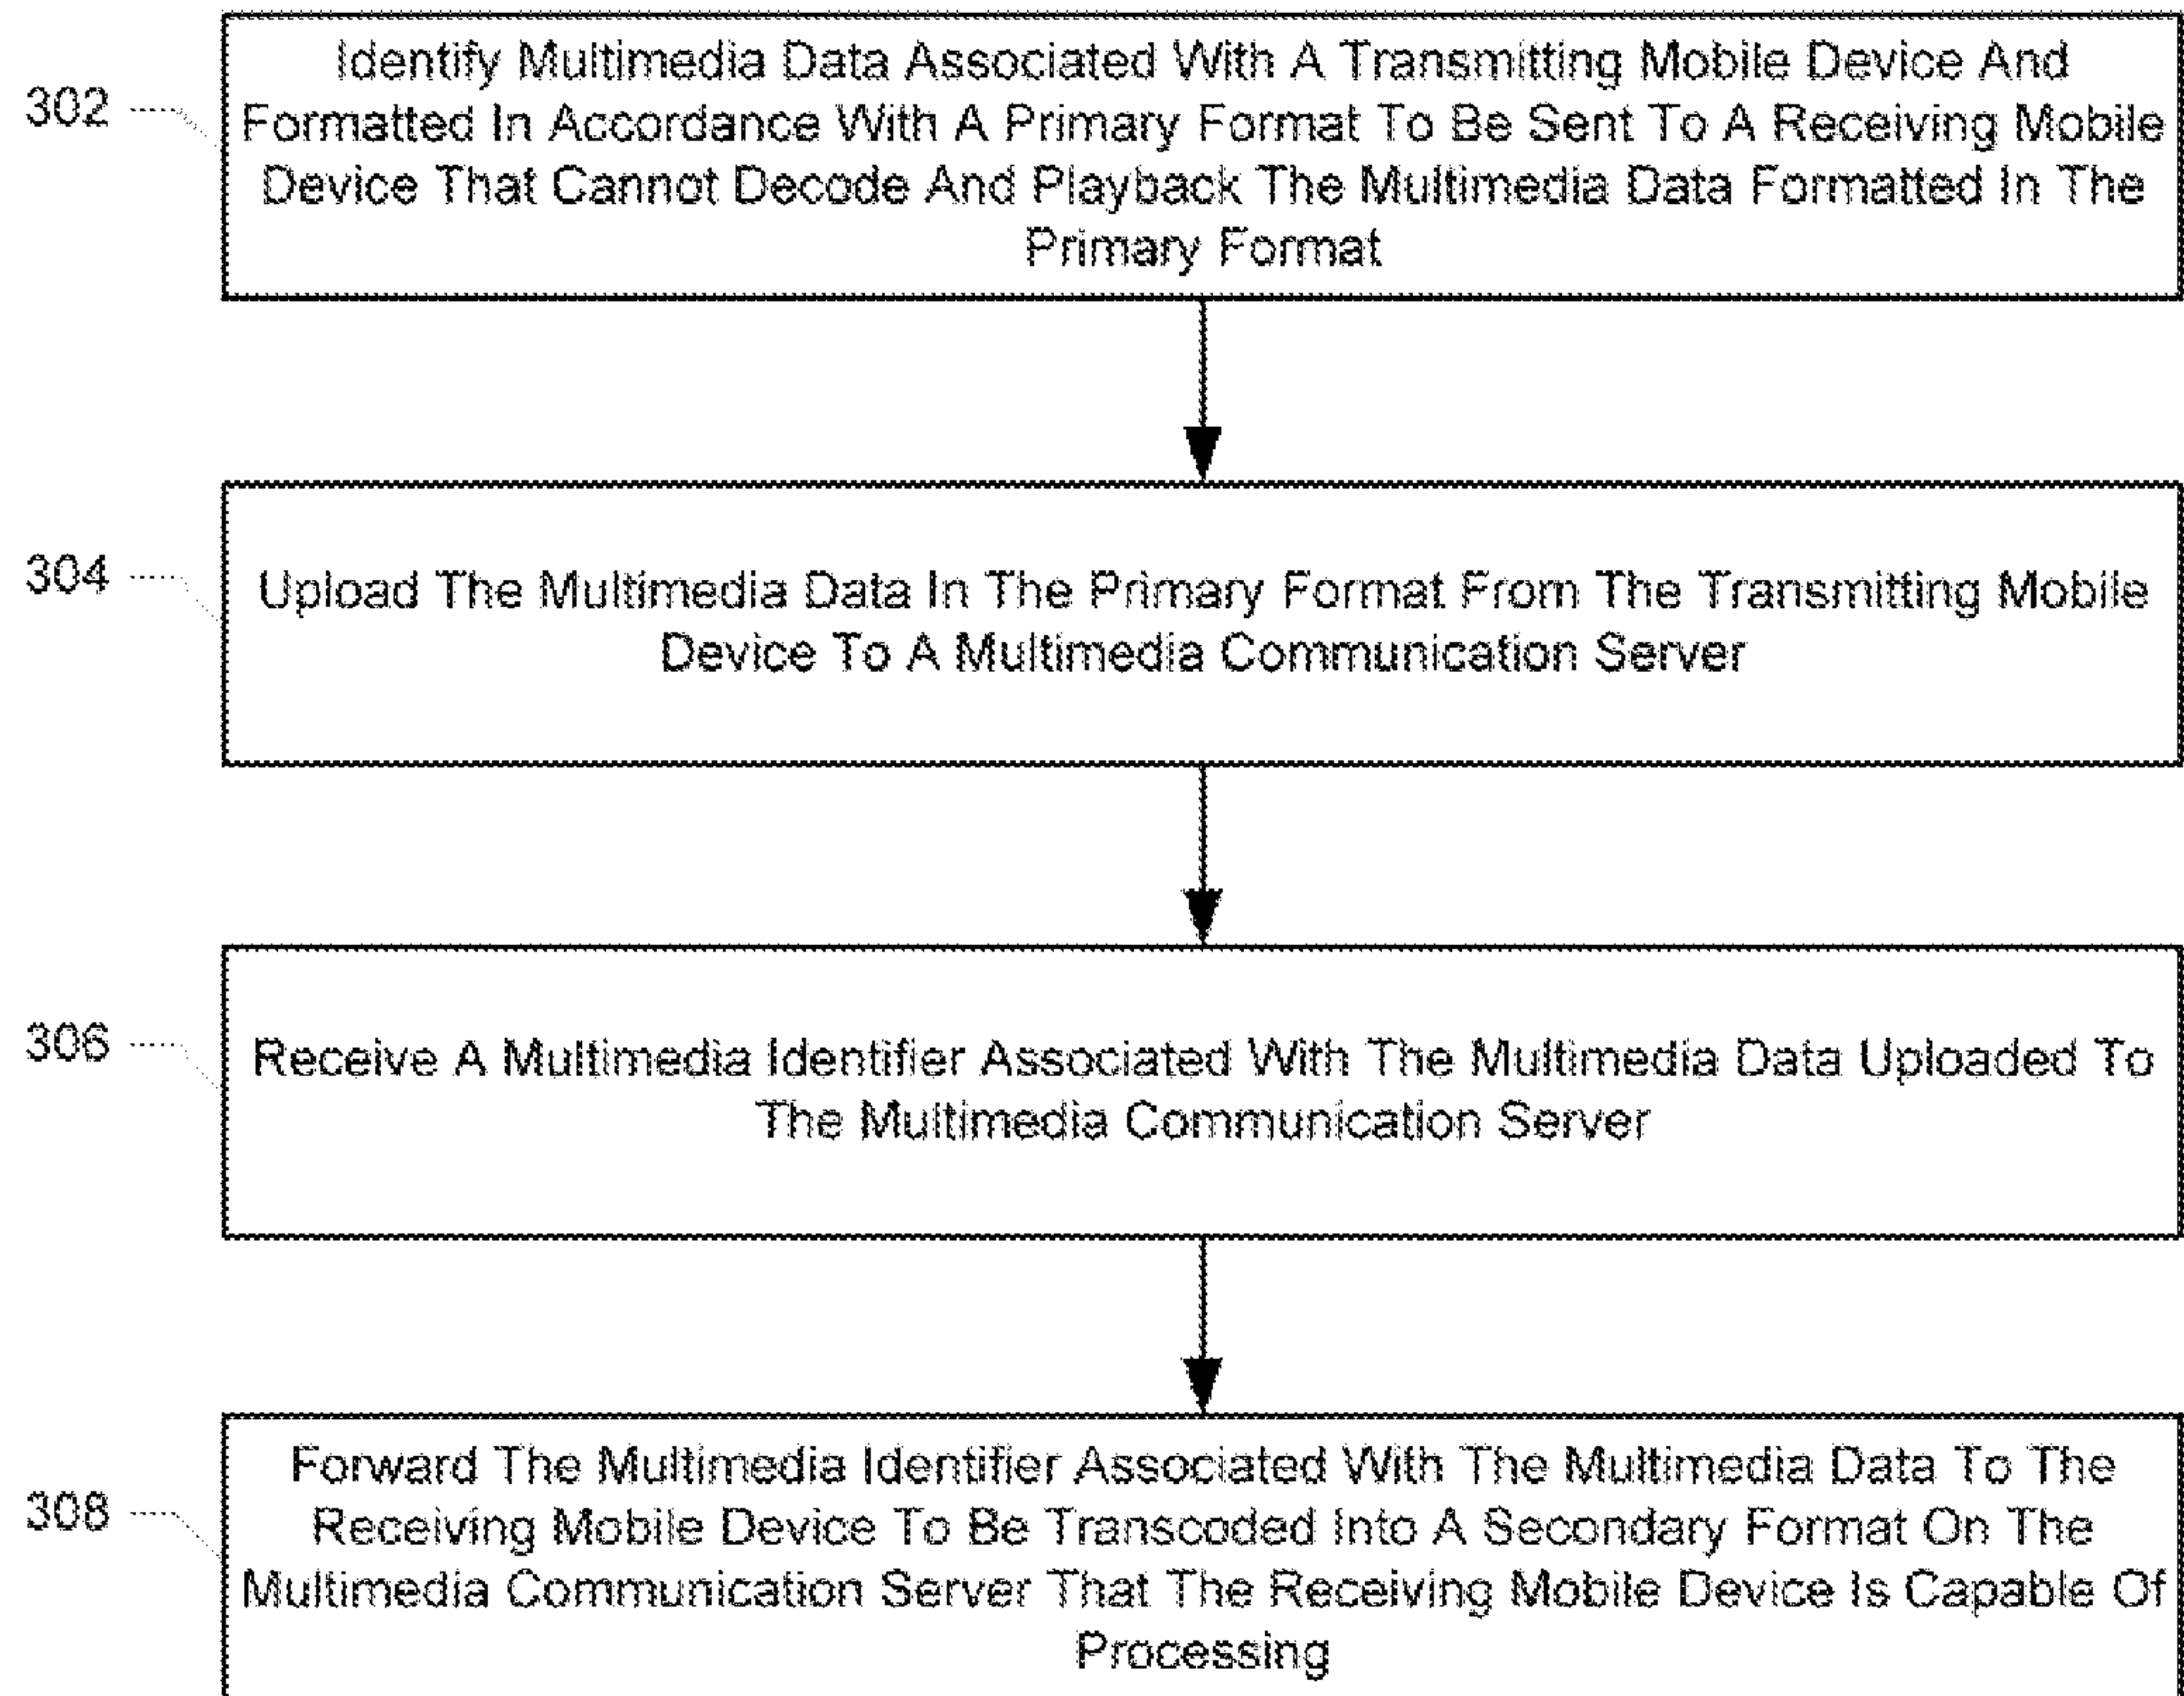 302
Identify Multimedia Data Associated With A Transmitting Mobile Device And
Formatted In Accordance With A Primary Format To Be Sent To A Receiving Mobile
Device That Cannot Decode And Playback The Multimedia Data Formatted In The
Primary Format
304
Upload The Multimedia Data In The Primary Format From The Transmitting Mobile
Device To A Multimedia Communication Server
306
Receive A Multimedia Identifier Associated With The Multimedia Data Uploaded To
The Multimedia Communication Server
308
Forward The Multimedia Identifier Associated With The Multimedia Data To The
Receiving Mobile Device To Be Transcoded Into A Secondary Format On The
Multimedia Communication Server That The Receiving Mobile Device Is Capable Of
Processing